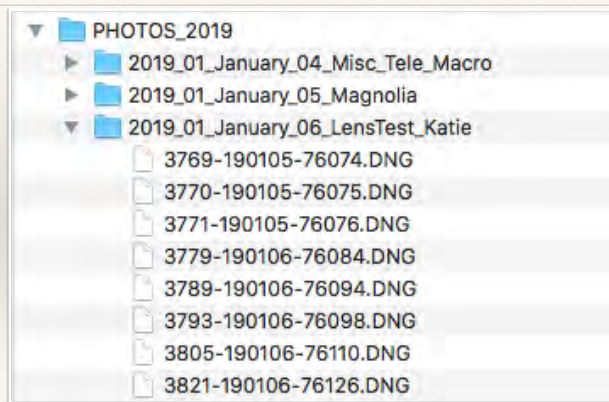 PHOTOS_2019
2019_01_January_04_Misc_Tele_Macro
2019_01_January_05_Magnolia
2019_01_January_06_LensTest_Katie
3769-190105-76074.DNG
3770-190105-76075.DNG
3771-190105-76076.DNG
3779-190106-76084.DNG
3789-190106-76094.DNG
3793-190106-76098.DNG
3805-190106-76110.DNG
3821-190106-76126.DNG